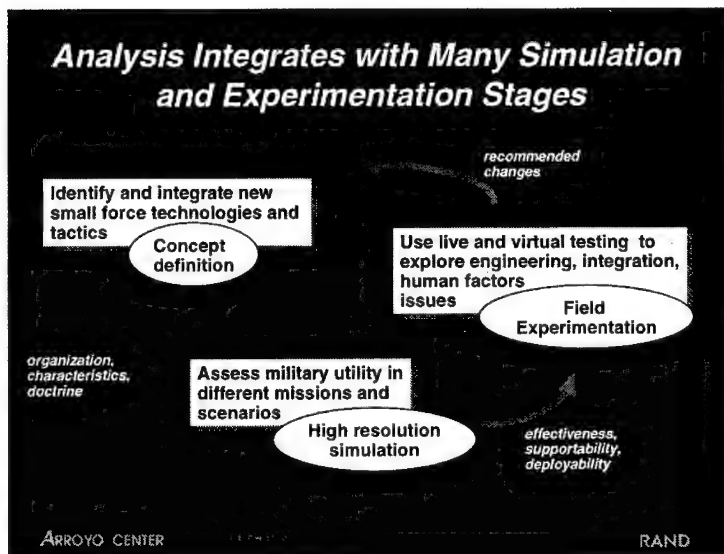 Analysis Integrates with Many Simulation
and Experimentation Stages
recommended
changes
Identify and integrate new
small force technologies and
tactics
Concept
definition
Use live and virtual testing to
explore engineering, integration,
human factors
issues
Field
Experimentation
organization,
characteristics,
doctrine
Assess military utility in
different missions and
scenarios
High resolution
simulation
effectiveness,
supportability,
deployability
ARROYO CENTER
RAND